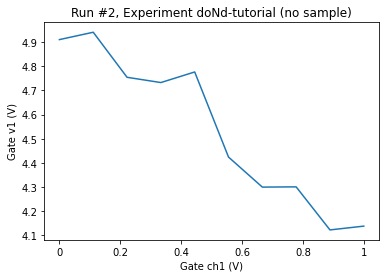 Run #2, Experiment doNd-tutorial (no sample)
4.9
4.8
4.7
4.6
4.5
4.4
4.3
4.2
4.1
Gate v1 (V)
0 0.2 0.4 0.6 0.8 1
Gate ch1 (V)